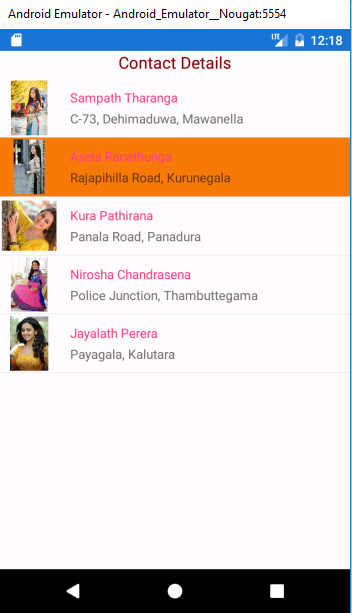 Android Emulator - Android_Emulator__Nougat:5554
LTE 12:18
Contact Details
Sampath Tharanga
C-73, Dehimaduwa, Mawanella
Asela Ranathunga
Rajapihilla Road, Kurunegala
Kura Pathirana
Panala Road, Panadura
Nirosha Chandrasena
Police Junction, Thambuttegama
Jayalath Perera
Payagala, Kalutara